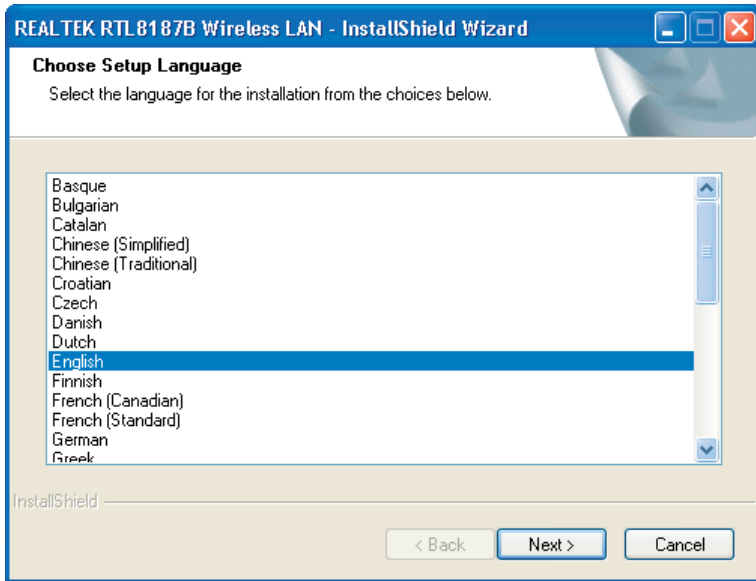 REALTEK RTL8187B Wireless LAN - InstallShield Wizard
Choose Setup Language
Select the language for the installation from the choices below.
Basque
Bulgarian
Catalan
Chinese (Simplified)
Chinese (Traditional)
Croatian
Czech
Danish
Dutch
English
Finnish
French (Canadian)
French (Standard)
German
Greek
InstallShield
< Back Next > Cancel